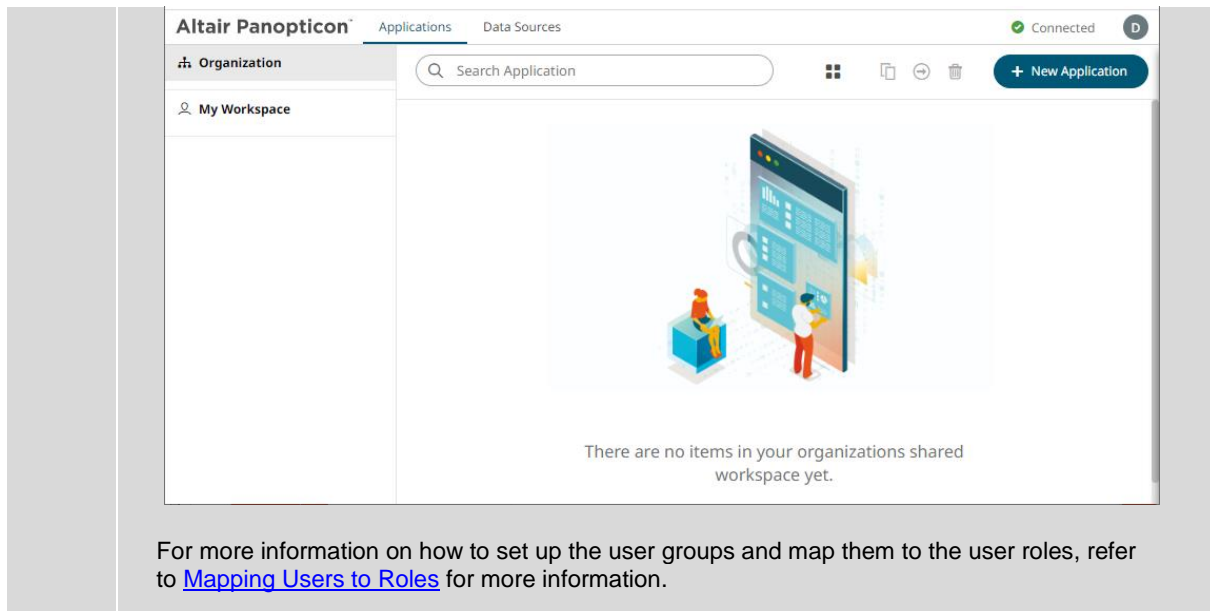 Altair Panopticon™ Applications Data Sources Connected D
Organization
Search Application
+ New Application
My Workspace
There are no items in your organizations shared
workspace yet.
For more information on how to set up the user groups and map them to the user roles, refer
to Mapping Users to Roles for more information.